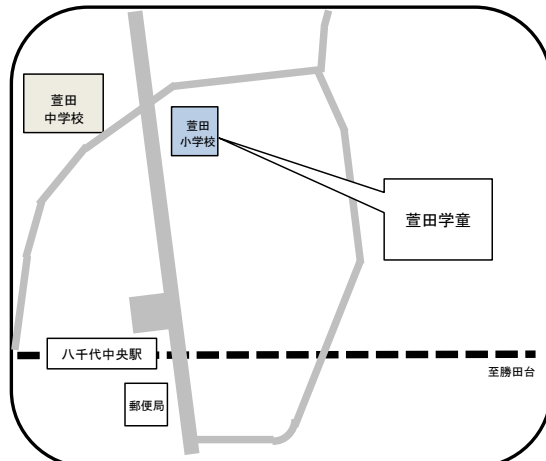 萱田
中学校
萱田
小学校
萱田学童
八千代中央駅
至勝田台
郵便局